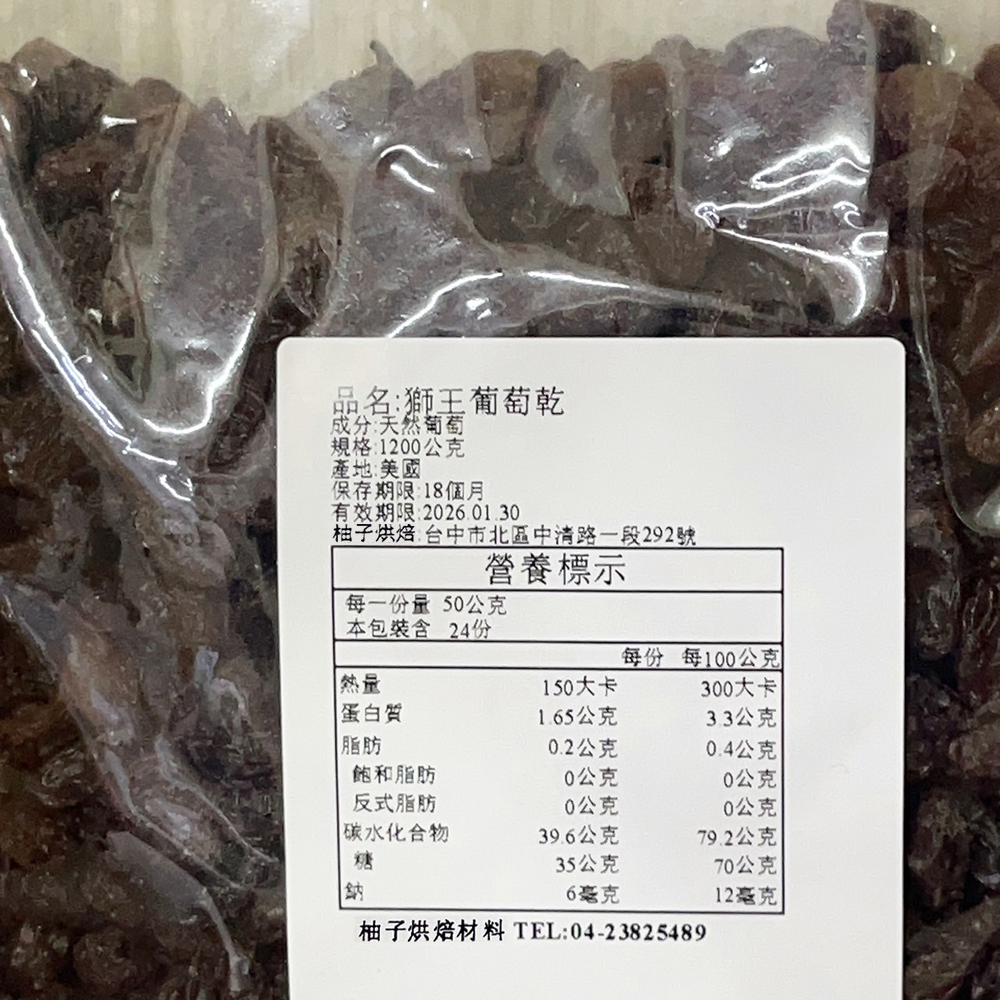 品名:獅王葡萄乾
成分:天然葡萄
規格:1200公克
產地:美國
保存期限:18個月
有效期限:2026.01.30
柚子烘焙:台中市北區中清路一段292號
營養標示
每一份量 50公克
本包裝含 24份
每份 每100公克
熱量 150大卡 300大卡
蛋白質 1.65公克 3.3公克
脂肪 0.2公克 0.4公克
飽和脂肪 0公克 0公克
反式脂肪 0公克 0公克
碳水化合物 39.6公克 79.2公克
糖 35公克 70公克
鈉 6毫克 12毫克
柚子烘焙材料 TEL:04-23825489